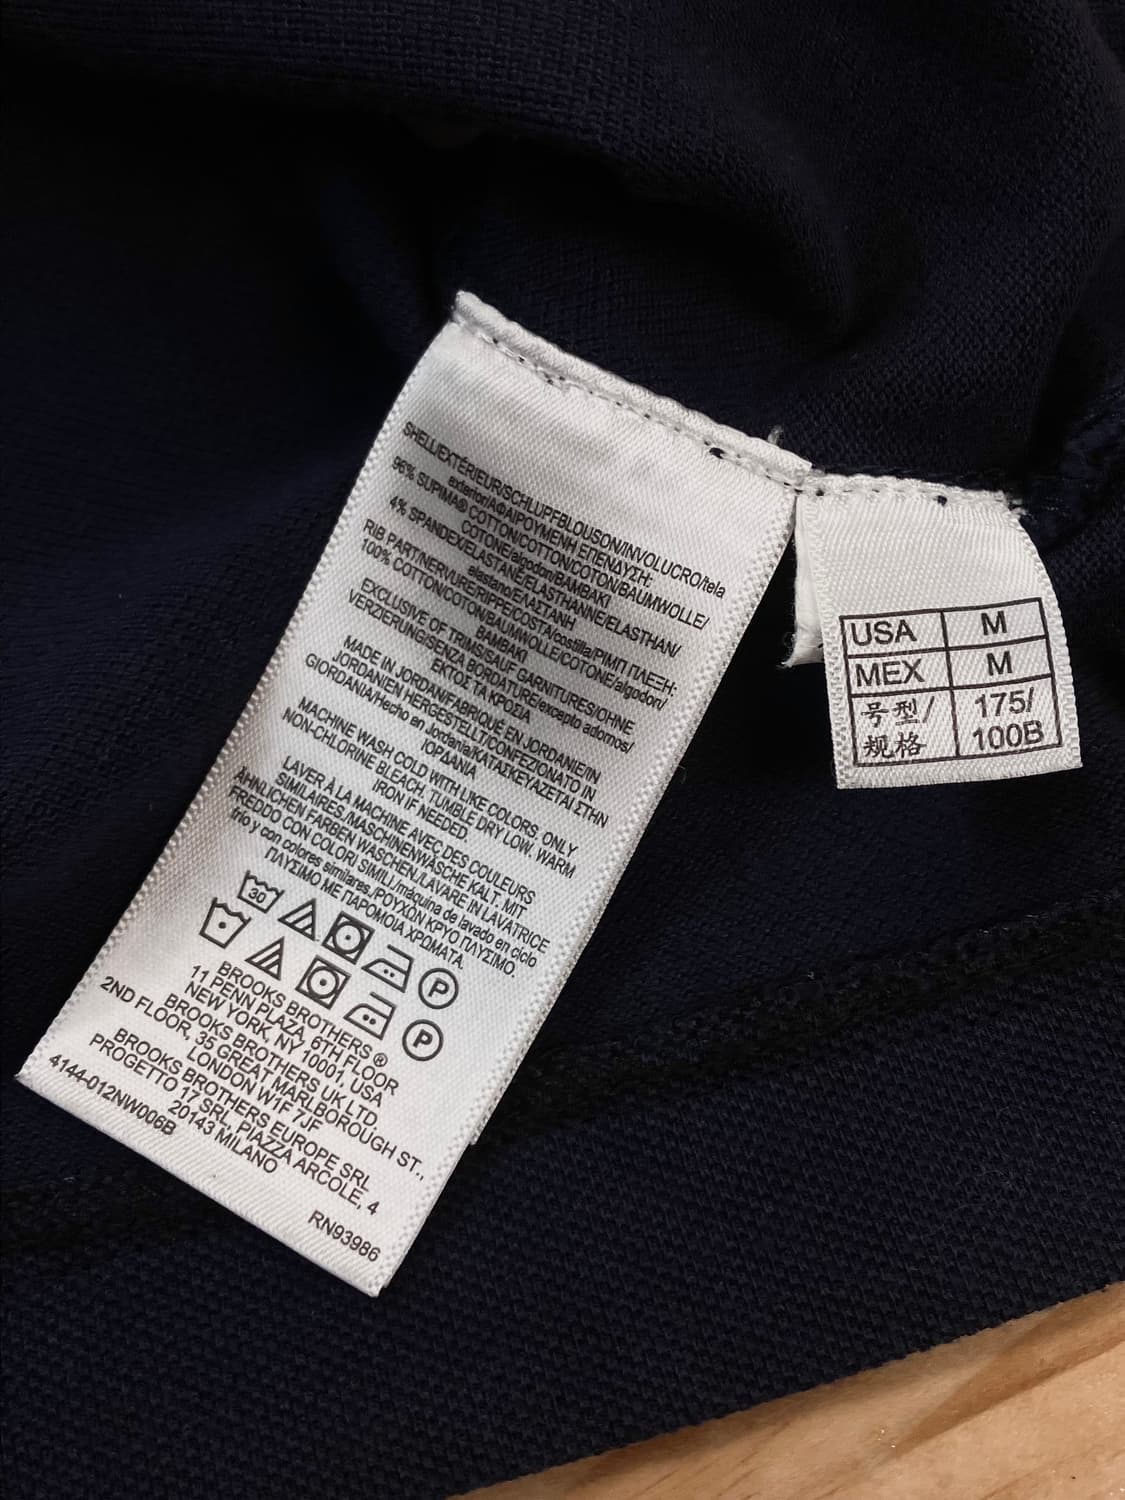 SHELL/EXTÉRIEUR/SCHLUPFBLOUSON/INVOLUCRO/tela
exterior/ΑΦΑΙΡΟΥΜΕΝΗ ΕΠΕΝΔΥΣΗ:
96% SUPIMA® COTTON/COTTON/COTON/BAUMWOLLE/
COTONE/algodon/BAMBAKI
4% SPANDEX/ELASTANE/ÉLASTHANNE/ELASTHAN/
elastano/ΕΛΑΣΤΑΝΗ
RIB PART/NERVURE/RIPPE/COSTA/costilla/ΡΙΜΠ ΠΛΕΞΗ:
100% COTTON/COTON/BAUMWOLLE/COTONE/algodon/
BAMBAKI
EXCLUSIVE OF TRIMS/SAUF GARNITURES/OHNE
VERZIERUNG/SENZA BORDATURE/excepto adornos/
ΕΚΤΟΣ ΤΑ ΚΡΟΣΙΑ
MADE IN JORDAN/FABRIQUÉ EN JORDANIE/IN
JORDANIEN HERGESTELLT/CONFEZIONATO IN
GIORDANIA/Hecho en Jordania/ΚΑΤΑΣΚΕΥΑΖΕΤΑΙ ΣΤΗΝ
ΙΟΡΔΑΝΙΑ
MACHINE WASH COLD WITH LIKE COLORS. ONLY
NON-CHLORINE BLEACH. TUMBLE DRY LOW. WARM
IRON IF NEEDED.
LAVER À LA MACHINE AVEC DES COULEURS
SIMILAIRES./MASCHINENWÄSCHE KALT. MIT
ÄHNLICHEN FARBEN WASCHEN./LAVARE IN LAVATRICE
FREDDO CON COLORI SIMILI/máquina de lavado en ciclo
frio y con colores similares./ΡΟΥΧΩΝ ΚΡΥΟ ΠΛΥΣΙΜΟ.
ΠΛΥΣΙΜΟ ΜΕ ΠΑΡΟΜΟΙΑ ΧΡΩΜΑΤΑ.
30 P
P
BROOKS BROTHERS ®
11 PENN PLAZA, 6TH FLOOR
NEW YORK, NY 10001, USA
BROOKS BROTHERS UK LTD.
2ND FLOOR, 35 GREAT MARLBOROUGH ST.,
LONDON W1F 7JF
BROOKS BROTHERS EUROPE SRL
PROGETTO 17 SRL, PIAZZA ARCOLE, 4
20143 MILANO
4144-012NW006B
RN93986
USA M
MEX M
号型/ 175/
规格 100B